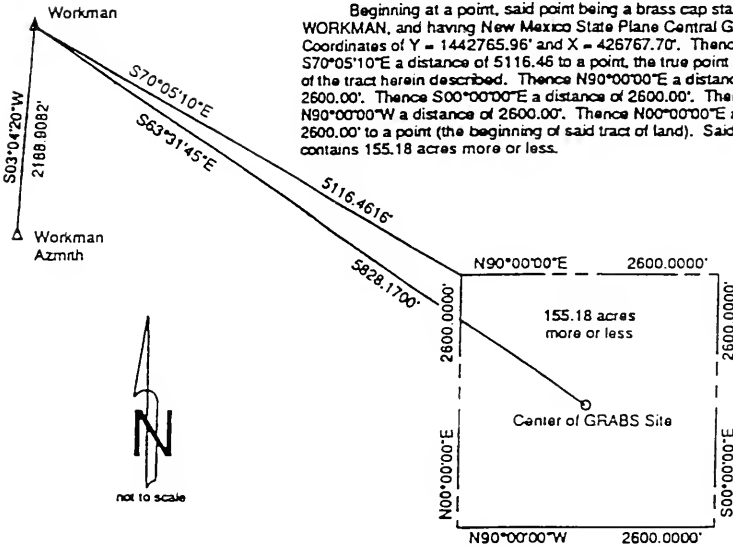 Beginning at a point, said point being a brass cap sta
WORKMAN, and having New Mexico State Plane Central G
Coordinates of Y = 1442765.96' and X = 426767.70'. Thenc
S70°05'10"E a distance of 5116.46 to a point, the true point
of the tract herein described. Thence N90°00'00"E a distanc
2600.00'. Thence S00°00'00"E a distance of 2600.00'. The
N90°00'00"W a distance of 2600.00'. Thence N00°00'00"E a
2600.00' to a point (the beginning of said tract of land). Said
contains 155.18 acres more or less.
Workman
S70°05'10"E
S63°31'45"E
S03°04'20"W
2188.8082'
5116.4616'
5828.1700'
Workman
Azmith
N90°00'00"E 2600.0000'
2600.0000'
155.18 acres
more or less
2600.0000'
Center of GRABS Site
N
not to scale
N00°00'00"E
S00°00'00"E
N90°00'00"W 2600.0000'